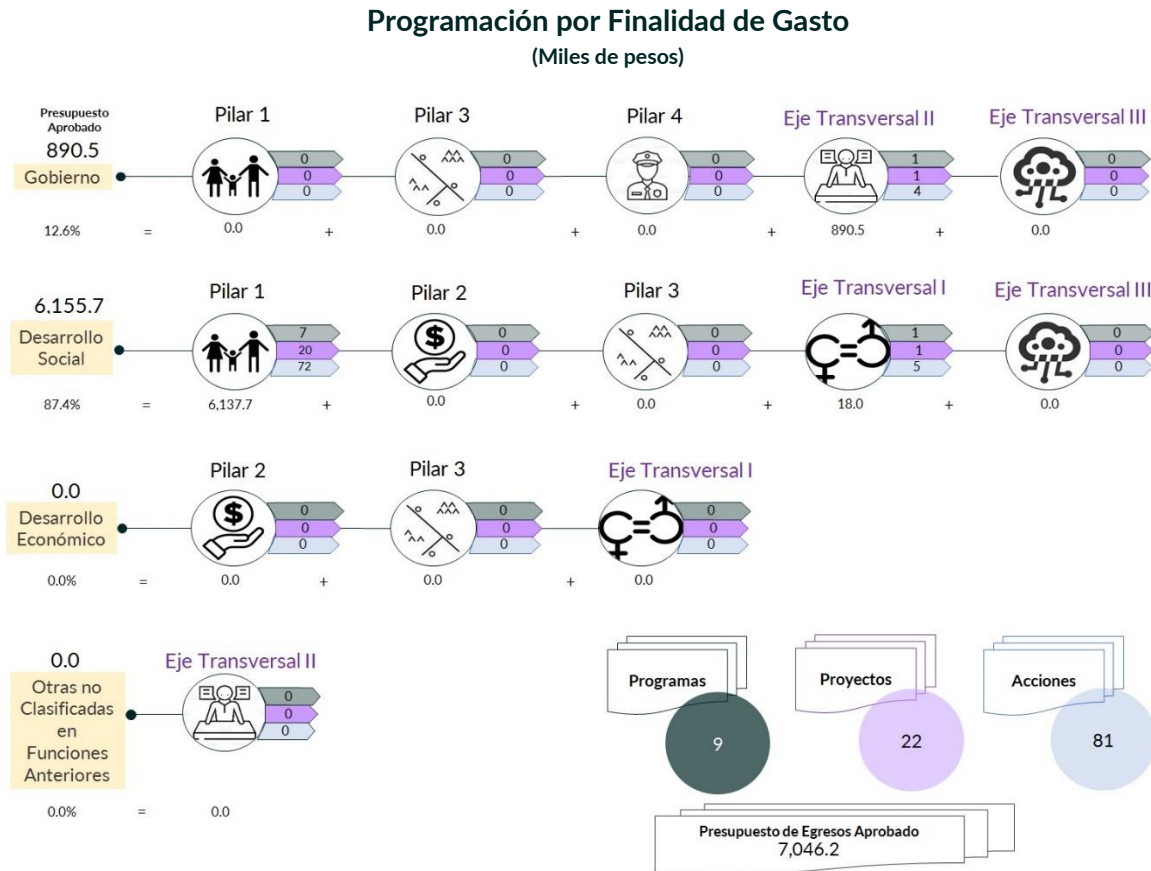 Programación por Finalidad de Gasto
(Miles de pesos)
Presupuesto
Aprobado
890.5
Gobierno
Pilar 1
0
0
0
Pilar 3
0
0
0
Pilar 4
0
0
0
Eje Transversal II
1
1
4
Eje Transversal III
0
0
0
12.6% = 0.0 + 0.0 + 0.0 + 890.5 + 0.0
6,155.7
Desarrollo
Social
Pilar 1
7
20
72
Pilar 2
$
0
0
0
Pilar 3
0
0
0
Eje Transversal I
1
1
5
Eje Transversal III
0
0
0
87.4% = 6,137.7 + 0.0 + 0.0 + 18.0 + 0.0
0.0
Desarrollo
Económico
Pilar 2
$
0
0
0
Pilar 3
0
0
0
Eje Transversal I
0
0
0
0.0% = 0.0 + 0.0 + 0.0
0.0
Otras no
Clasificadas
en
Funciones
Anteriores
Eje Transversal II
0
0
0
0.0% = 0.0
Programas
9
Proyectos
22
Acciones
81
Presupuesto de Egresos Aprobado
7,046.2